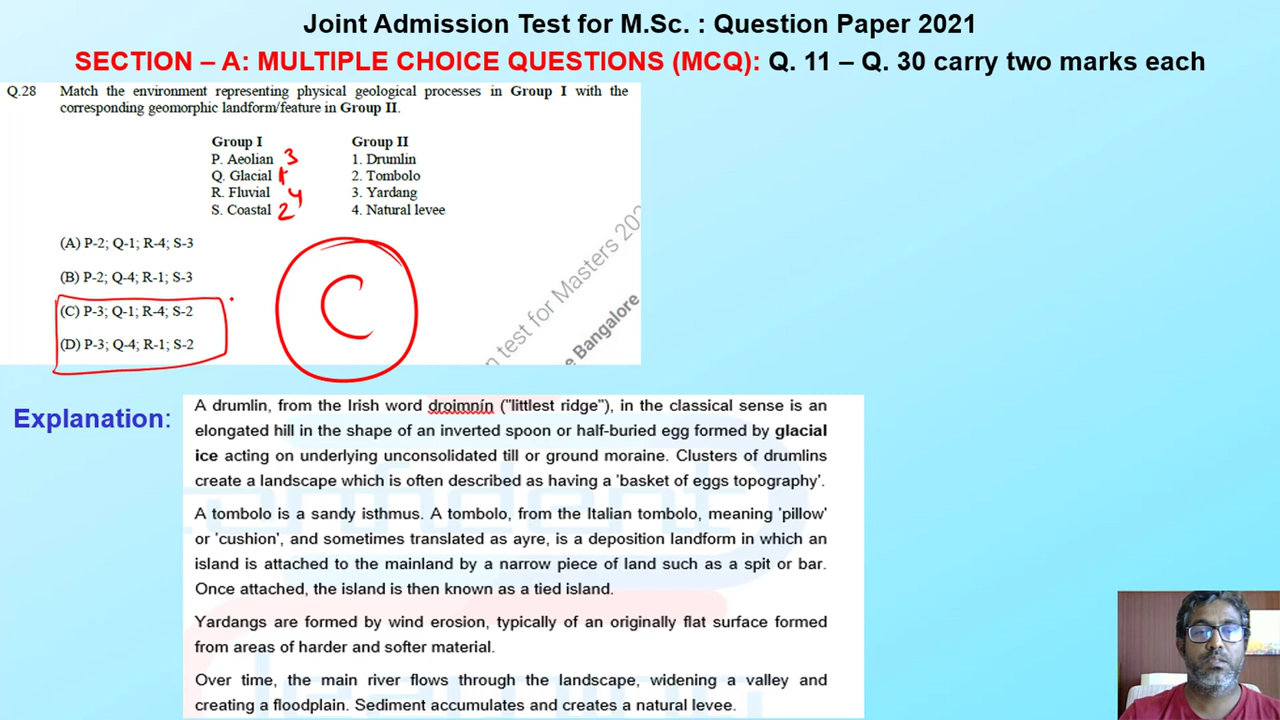 Joint Admission Test for M.Sc. : Question Paper 2021
SECTION – A: MULTIPLE CHOICE QUESTIONS (MCQ): Q. 11 – Q. 30 carry two marks each
Q.28 Match the environment representing physical geological processes in Group I with the
corresponding geomorphic landform/feature in Group II.
Group I Group II
P. Aeolian 3 1. Drumlin
Q. Glacial 1 2. Tombolo
R. Fluvial 4 3. Yardang
S. Coastal 2 4. Natural levee
(A) P-2; Q-1; R-4; S-3
(B) P-2; Q-4; R-1; S-3
(C) P-3; Q-1; R-4; S-2
(D) P-3; Q-4; R-1; S-2
C
n test for Masters 202
e Bangalore
Explanation:
A drumlin, from the Irish word droimnín ("littlest ridge"), in the classical sense is an
elongated hill in the shape of an inverted spoon or half-buried egg formed by glacial
ice acting on underlying unconsolidated till or ground moraine. Clusters of drumlins
create a landscape which is often described as having a 'basket of eggs topography'.
A tombolo is a sandy isthmus. A tombolo, from the Italian tombolo, meaning 'pillow'
or 'cushion', and sometimes translated as ayre, is a deposition landform in which an
island is attached to the mainland by a narrow piece of land such as a spit or bar.
Once attached, the island is then known as a tied island.
Yardangs are formed by wind erosion, typically of an originally flat surface formed
from areas of harder and softer material.
Over time, the main river flows through the landscape, widening a valley and
creating a floodplain. Sediment accumulates and creates a natural levee.